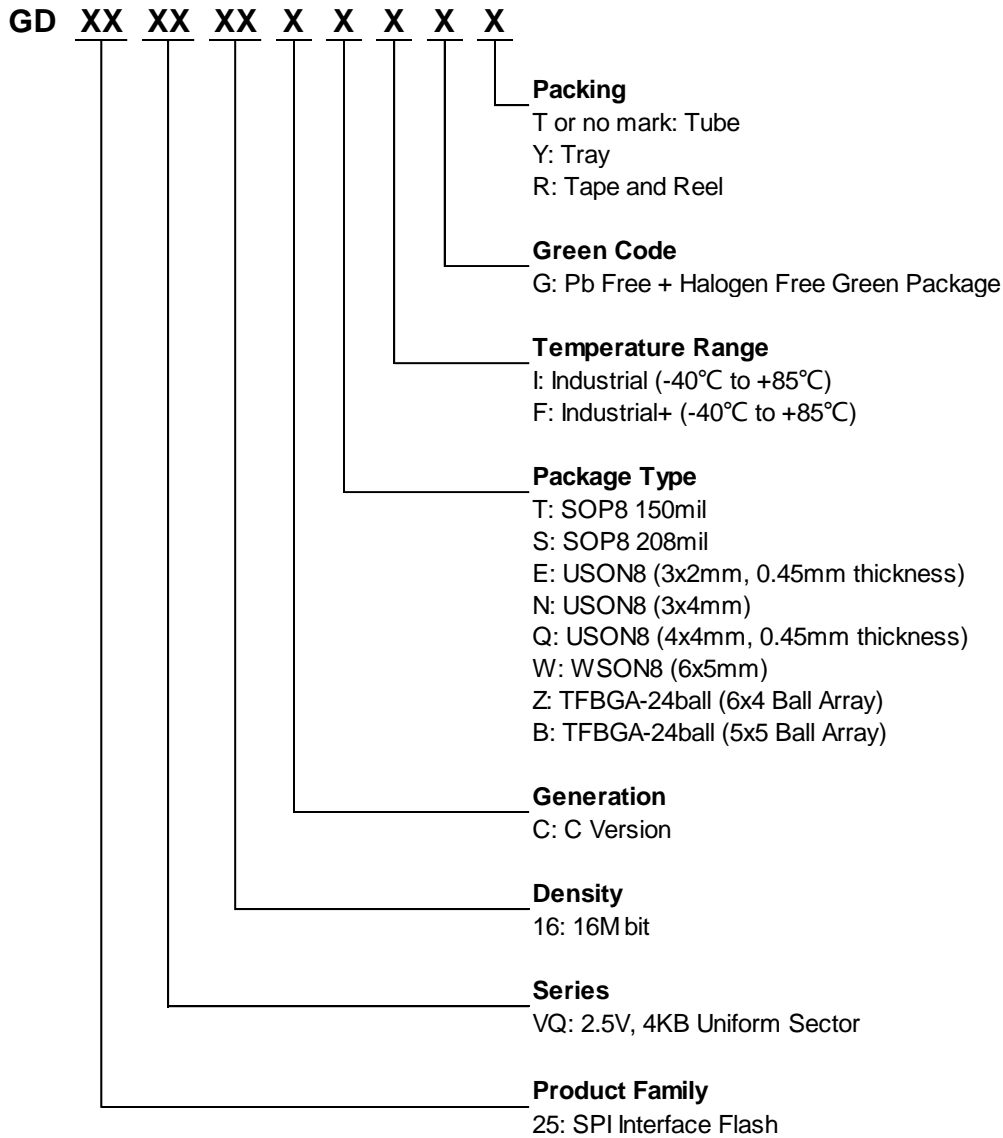 GD XX XX XX X X X X X
Packing
T or no mark: Tube
Y: Tray
R: Tape and Reel
Green Code
G: Pb Free + Halogen Free Green Package
Temperature Range
I: Industrial (-40℃ to +85℃)
F: Industrial+ (-40℃ to +85℃)
Package Type
T: SOP8 150mil
S: SOP8 208mil
E: USON8 (3x2mm, 0.45mm thickness)
N: USON8 (3x4mm)
Q: USON8 (4x4mm, 0.45mm thickness)
W: WSON8 (6x5mm)
Z: TFBGA-24ball (6x4 Ball Array)
B: TFBGA-24ball (5x5 Ball Array)
Generation
C: C Version
Density
16: 16M bit
Series
VQ: 2.5V, 4KB Uniform Sector
Product Family
25: SPI Interface Flash